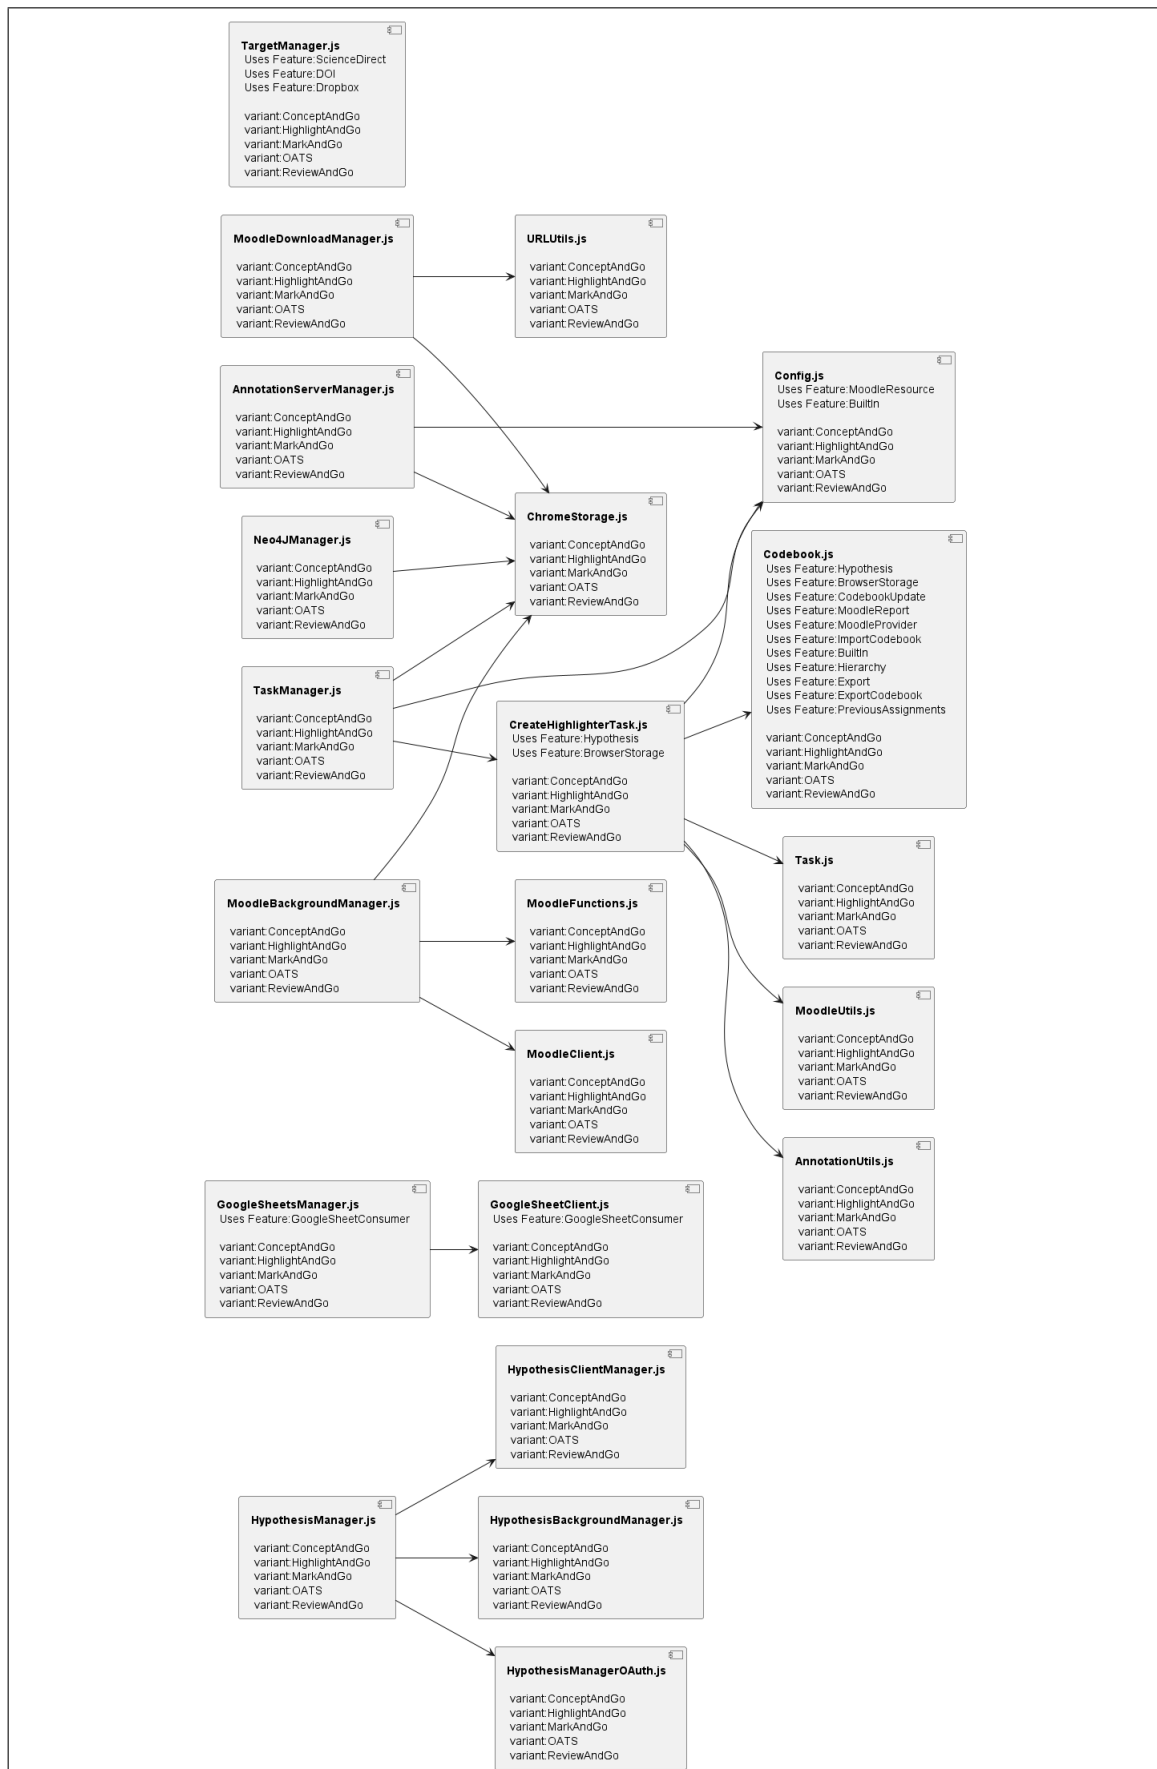 TargetManager.js
Uses Feature:ScienceDirect
Uses Feature:DOI
Uses Feature:Dropbox
variant:ConceptAndGo
variant:HighlightAndGo
variant:MarkAndGo
variant:OATS
variant:ReviewAndGo
MoodleDownloadManager.js
variant:ConceptAndGo
variant:HighlightAndGo
variant:MarkAndGo
variant:OATS
variant:ReviewAndGo
URLUtils.js
variant:ConceptAndGo
variant:HighlightAndGo
variant:MarkAndGo
variant:OATS
variant:ReviewAndGo
AnnotationServerManager.js
variant:ConceptAndGo
variant:HighlightAndGo
variant:MarkAndGo
variant:OATS
variant:ReviewAndGo
Config.js
Uses Feature:MoodleResource
Uses Feature:BuiltIn
variant:ConceptAndGo
variant:HighlightAndGo
variant:MarkAndGo
variant:OATS
variant:ReviewAndGo
ChromeStorage.js
variant:ConceptAndGo
variant:HighlightAndGo
variant:MarkAndGo
variant:OATS
variant:ReviewAndGo
Neo4JManager.js
variant:ConceptAndGo
variant:HighlightAndGo
variant:MarkAndGo
variant:OATS
variant:ReviewAndGo
Codebook.js
Uses Feature:Hypothesis
Uses Feature:BrowserStorage
Uses Feature:CodebookUpdate
Uses Feature:MoodleReport
Uses Feature:MoodleProvider
Uses Feature:ImportCodebook
Uses Feature:BuiltIn
Uses Feature:Hierarchy
Uses Feature:Export
Uses Feature:ExportCodebook
Uses Feature:PreviousAssignments
variant:ConceptAndGo
variant:HighlightAndGo
variant:MarkAndGo
variant:OATS
variant:ReviewAndGo
TaskManager.js
variant:ConceptAndGo
variant:HighlightAndGo
variant:MarkAndGo
variant:OATS
variant:ReviewAndGo
CreateHighlighterTask.js
Uses Feature:Hypothesis
Uses Feature:BrowserStorage
variant:ConceptAndGo
variant:HighlightAndGo
variant:MarkAndGo
variant:OATS
variant:ReviewAndGo
Task.js
variant:ConceptAndGo
variant:HighlightAndGo
variant:MarkAndGo
variant:OATS
variant:ReviewAndGo
MoodleBackgroundManager.js
variant:ConceptAndGo
variant:HighlightAndGo
variant:MarkAndGo
variant:OATS
variant:ReviewAndGo
MoodleFunctions.js
variant:ConceptAndGo
variant:HighlightAndGo
variant:MarkAndGo
variant:OATS
variant:ReviewAndGo
MoodleUtils.js
variant:ConceptAndGo
variant:HighlightAndGo
variant:MarkAndGo
variant:OATS
variant:ReviewAndGo
MoodleClient.js
variant:ConceptAndGo
variant:HighlightAndGo
variant:MarkAndGo
variant:OATS
variant:ReviewAndGo
AnnotationUtils.js
variant:ConceptAndGo
variant:HighlightAndGo
variant:MarkAndGo
variant:OATS
variant:ReviewAndGo
GoogleSheetsManager.js
Uses Feature:GoogleSheetConsumer
variant:ConceptAndGo
variant:HighlightAndGo
variant:MarkAndGo
variant:OATS
variant:ReviewAndGo
GoogleSheetClient.js
Uses Feature:GoogleSheetConsumer
variant:ConceptAndGo
variant:HighlightAndGo
variant:MarkAndGo
variant:OATS
variant:ReviewAndGo
HypothesisClientManager.js
variant:ConceptAndGo
variant:HighlightAndGo
variant:MarkAndGo
variant:OATS
variant:ReviewAndGo
HypothesisManager.js
variant:ConceptAndGo
variant:HighlightAndGo
variant:MarkAndGo
variant:OATS
variant:ReviewAndGo
HypothesisBackgroundManager.js
variant:ConceptAndGo
variant:HighlightAndGo
variant:MarkAndGo
variant:OATS
variant:ReviewAndGo
HypothesisManagerOAuth.js
variant:ConceptAndGo
variant:HighlightAndGo
variant:MarkAndGo
variant:OATS
variant:ReviewAndGo